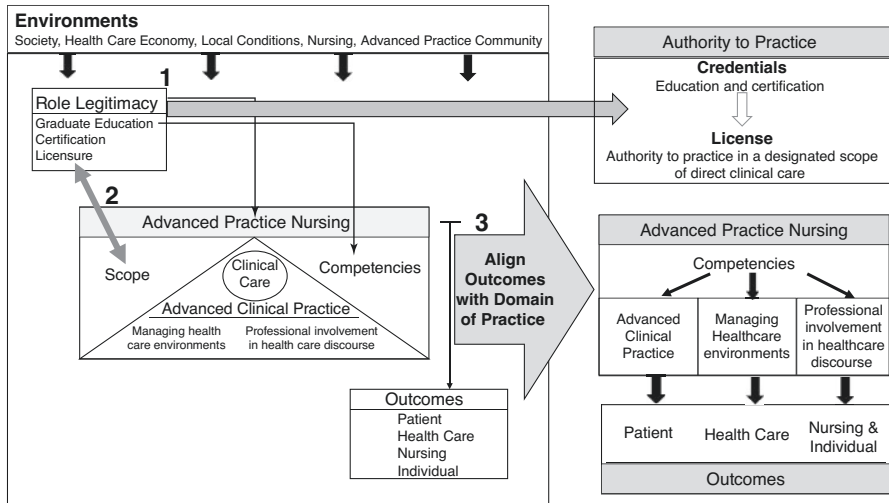 Environments
Society, Health Care Economy, Local Conditions, Nursing, Advanced Practice Community
1
Role Legitimacy
Graduate Education
Certification
Licensure
2
Advanced Practice Nursing
Scope
Clinical
Care
Competencies
Advanced Clinical Practice
Managing health
care environments
Professional involvement
in health care discourse
3
Align
Outcomes
with Domain
of Practice
Outcomes
Patient
Health Care
Nursing
Individual
Authority to Practice
Credentials
Education and certification
License
Authority to practice in a designated scope
of direct clinical care
Advanced Practice Nursing
Competencies
Advanced
Clinical
Practice
Managing
Healthcare
environments
Professional
involvement
in healthcare
discourse
Patient
Health Care
Nursing &
Individual
Outcomes